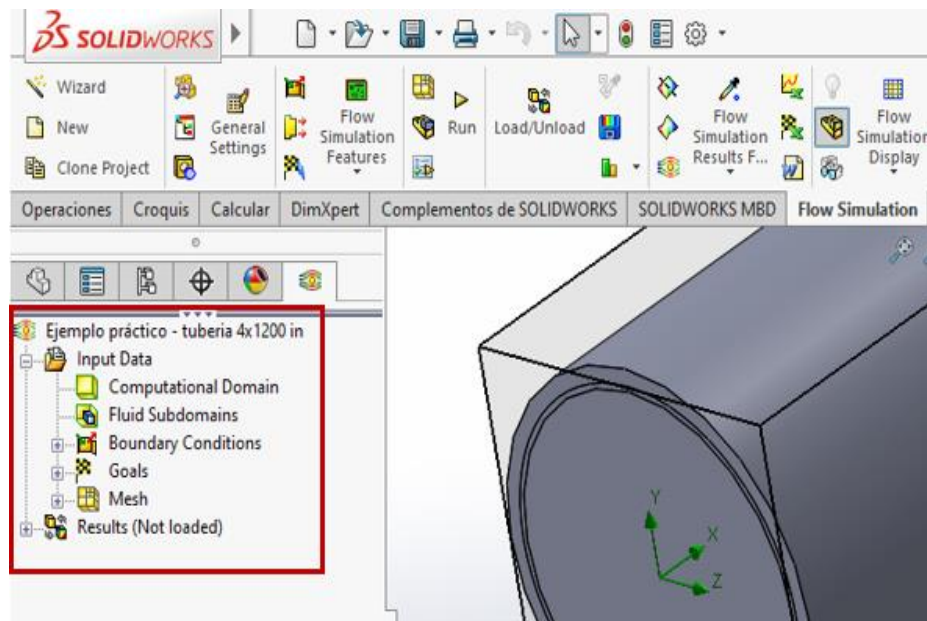 SOLIDWORKS
Wizard
New
Clone Project
General
Settings
Flow
Simulation
Features
Run
Load/Unload
Flow
Simulation
Results F...
Flow
Simulation
Display
Operaciones Croquis Calcular DimXpert Complementos de SOLIDWORKS SOLIDWORKS MBD Flow Simulation
Ejemplo práctico - tuberia 4x1200 in
Input Data
Computational Domain
Fluid Subdomains
Boundary Conditions
Goals
Mesh
Results (Not loaded)
Y
X
Z